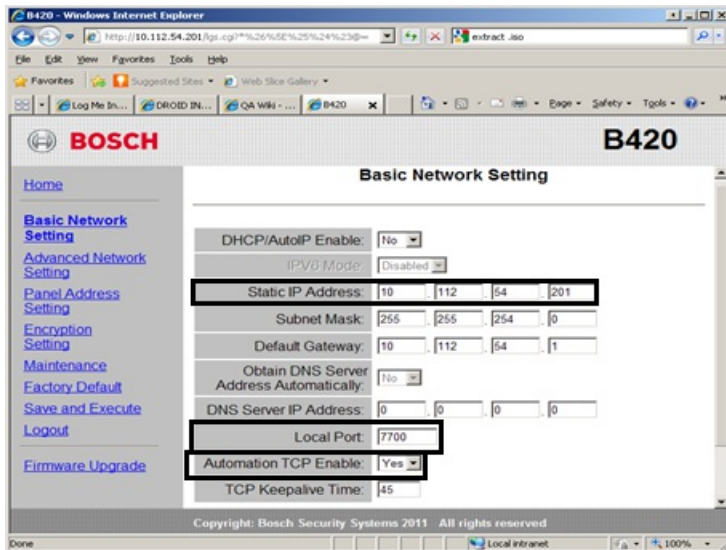 B420 - Windows Internet Explorer
extract .iso
File Edit View Favorites Tools Help
Favorites Suggested Sites Web Slice Gallery
Log Me In... DROID IN... QA Wiki - ... B420 Page Safety Tools
BOSCH B420
Home
Basic Network Setting
Basic Network
Setting
Advanced Network
Setting
Panel Address
Setting
Encryption
Setting
Maintenance
Factory Default
Save and Execute
Logout
Firmware Upgrade
DHCP/AutoIP Enable: No
IPV6 Mode: Disabled
Static IP Address: 10 . 112 . 54 . 201
Subnet Mask: 255 . 255 . 254 . 0
Default Gateway: 10 . 112 . 54 . 1
Obtain DNS Server
Address Automatically: No
DNS Server IP Address: 0 . 0 . 0 . 0
Local Port: 7700
Automation TCP Enable: Yes
TCP Keepalive Time: 45
Copyright: Bosch Security Systems 2011 All rights reserved
Done Local intranet 100%